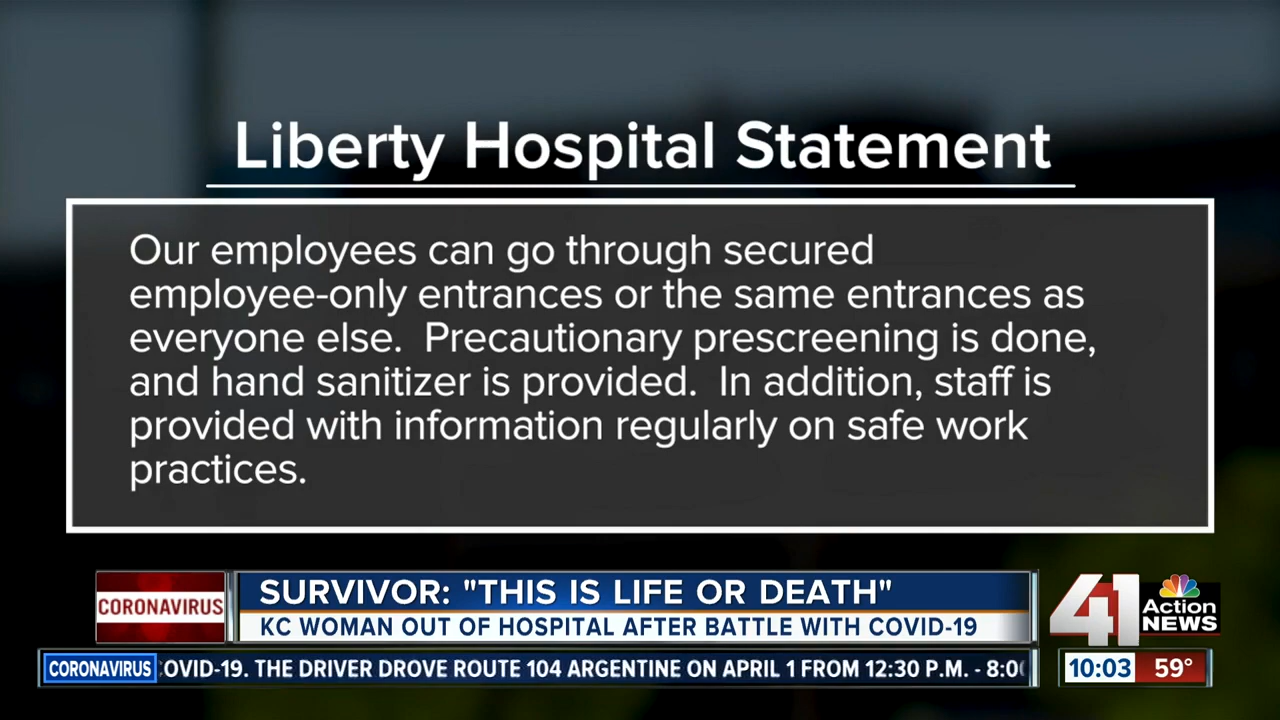 Liberty Hospital Statement
Our employees can go through secured
employee-only entrances or the same entrances as
everyone else.  Precautionary prescreening is done,
and hand sanitizer is provided.  In addition, staff is
provided with information regularly on safe work
practices.
CORONAVIRUS
SURVIVOR: "THIS IS LIFE OR DEATH"
KC WOMAN OUT OF HOSPITAL AFTER BATTLE WITH COVID-19
41 Action NEWS
CORONAVIRUS
OVID-19. THE DRIVER DROVE ROUTE 104 ARGENTINE ON APRIL 1 FROM 12:30 P.M. - 8:0
10:03 59°